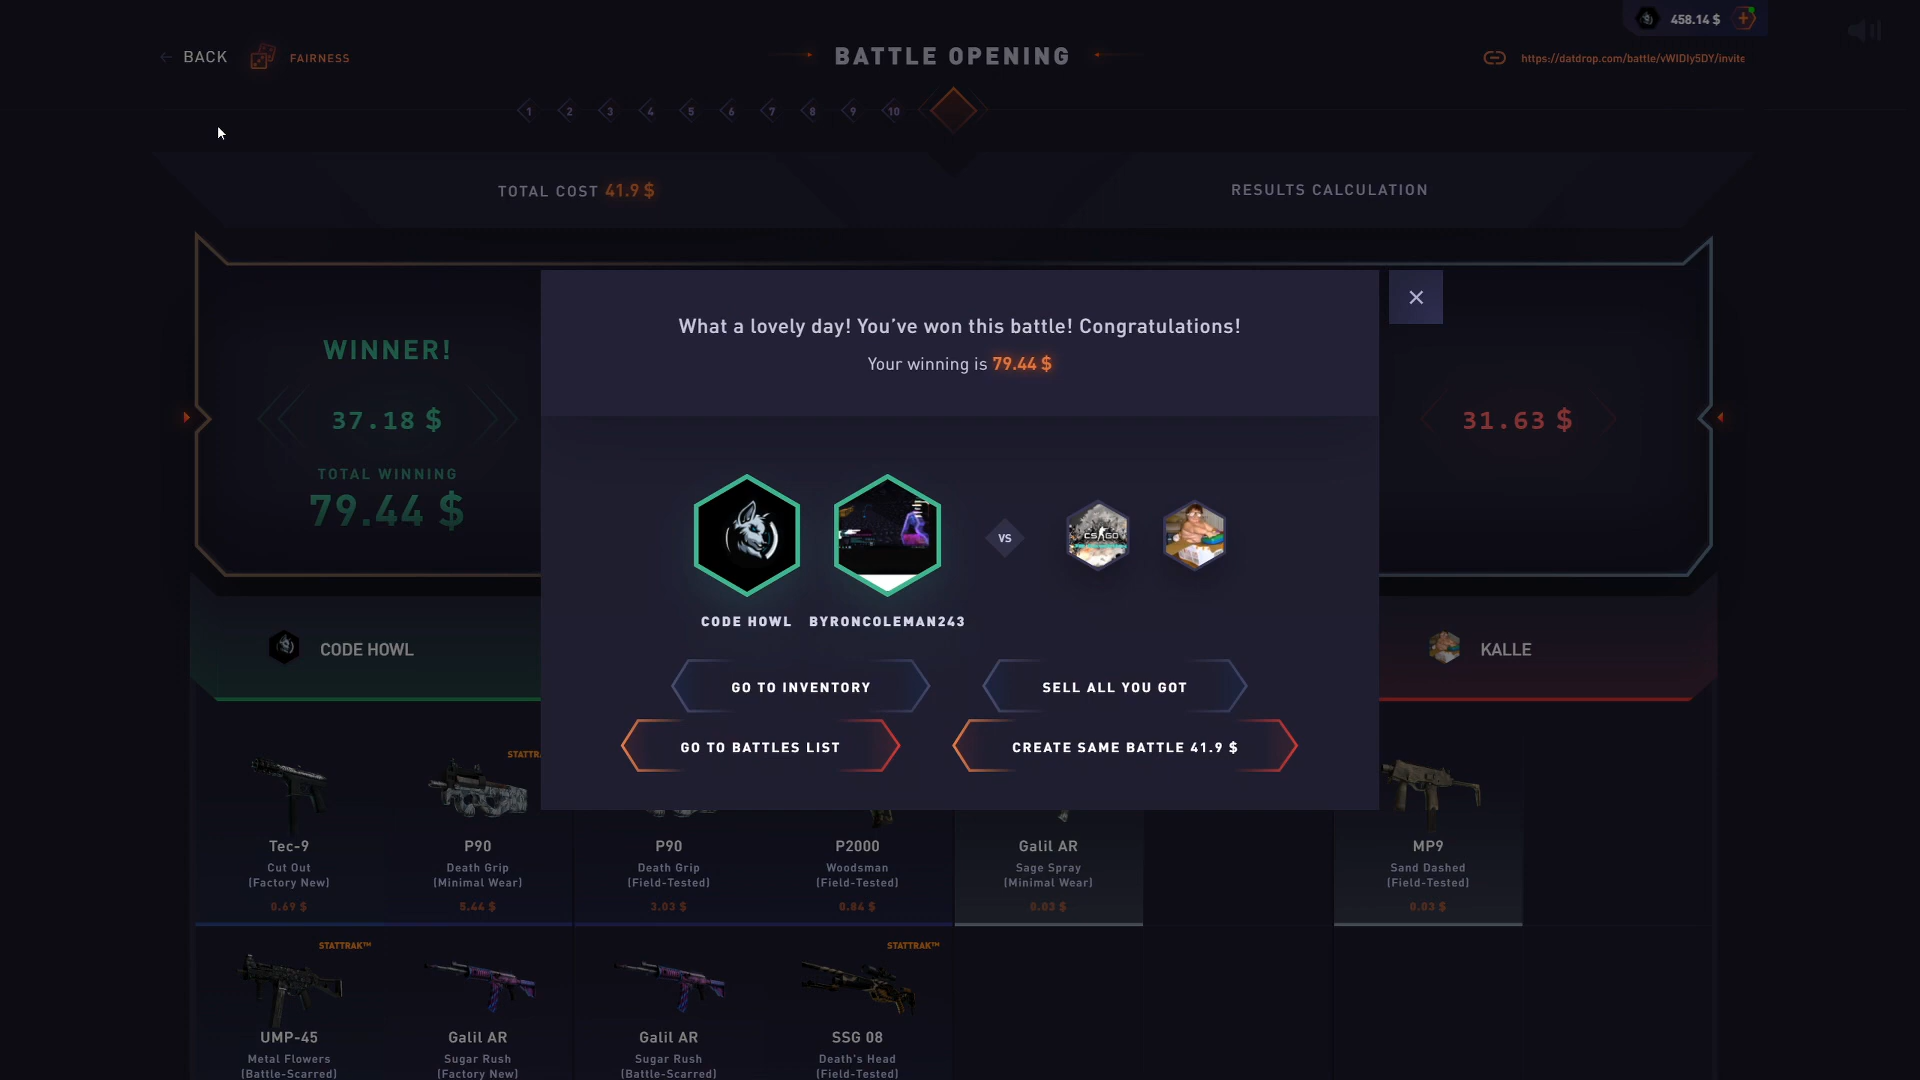 458.14 $
BACK
FAIRNESS
BATTLE OPENING
https://datdrop.com/battle/vWIDIy5DY/invite
1 2 3 4 5 6 7 8 9 10
TOTAL COST 41.9 $
RESULTS CALCULATION
What a lovely day! You've won this battle! Congratulations!
Your winning is 79.44 $
WINNER!
37.18 $
TOTAL WINNING
79.44 $
31.63 $
VS
CS GO
CODE HOWL BYRONCOLEMAN243
CODE HOWL
KALLE
GO TO INVENTORY
SELL ALL YOU GOT
GO TO BATTLES LIST
CREATE SAME BATTLE 41.9 $
STATTRA
Tec-9 P90 P90 P2000 Galil AR MP9
Cut Out Death Grip Death Grip Woodsman Sage Spray Sand Dashed
(Factory New) (Minimal Wear) (Field-Tested) (Field-Tested) (Minimal Wear) (Field-Tested)
0.69 $ 5.44 $ 3.03 $ 0.84 $ 0.03 $ 0.03 $
STATTRAK™ STATTRAK™
UMP-45 Galil AR Galil AR SSG 08
Metal Flowers Sugar Rush Sugar Rush Death's Head
(Battle-Scarred) (Factory New) (Battle-Scarred) (Field-Tested)